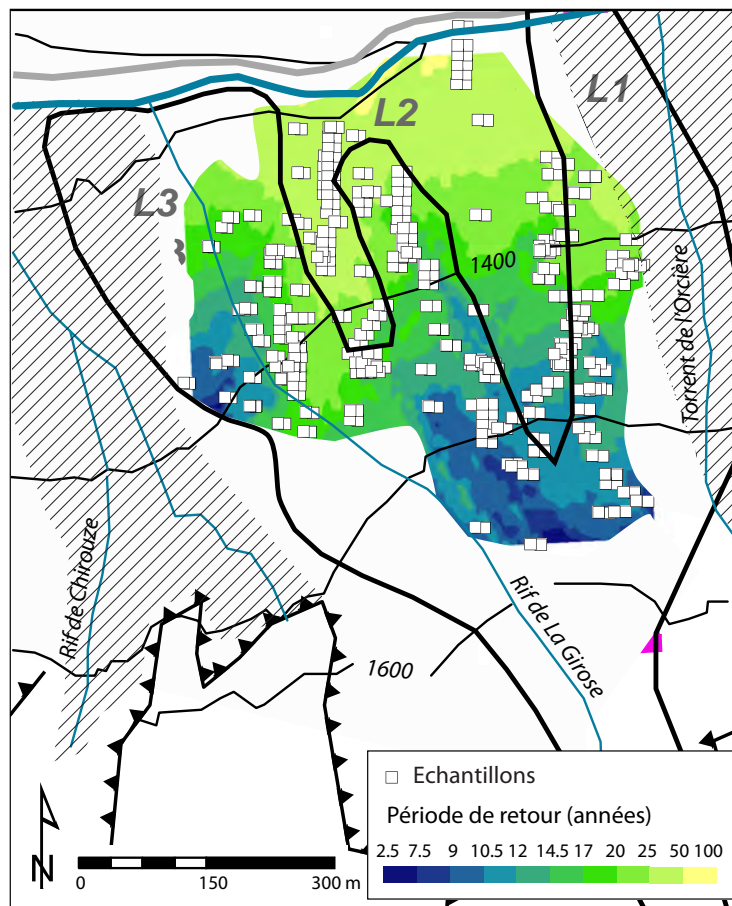 L1
L2
L3
1400
Torrent de l'Orcière
Rif de Chirouze
Rif de La Girose
1600
Echantillons
Période de retour (années)
2.5 7.5 9 10.5 12 14.5 17 20 25 50 100
N
0 150 300 m